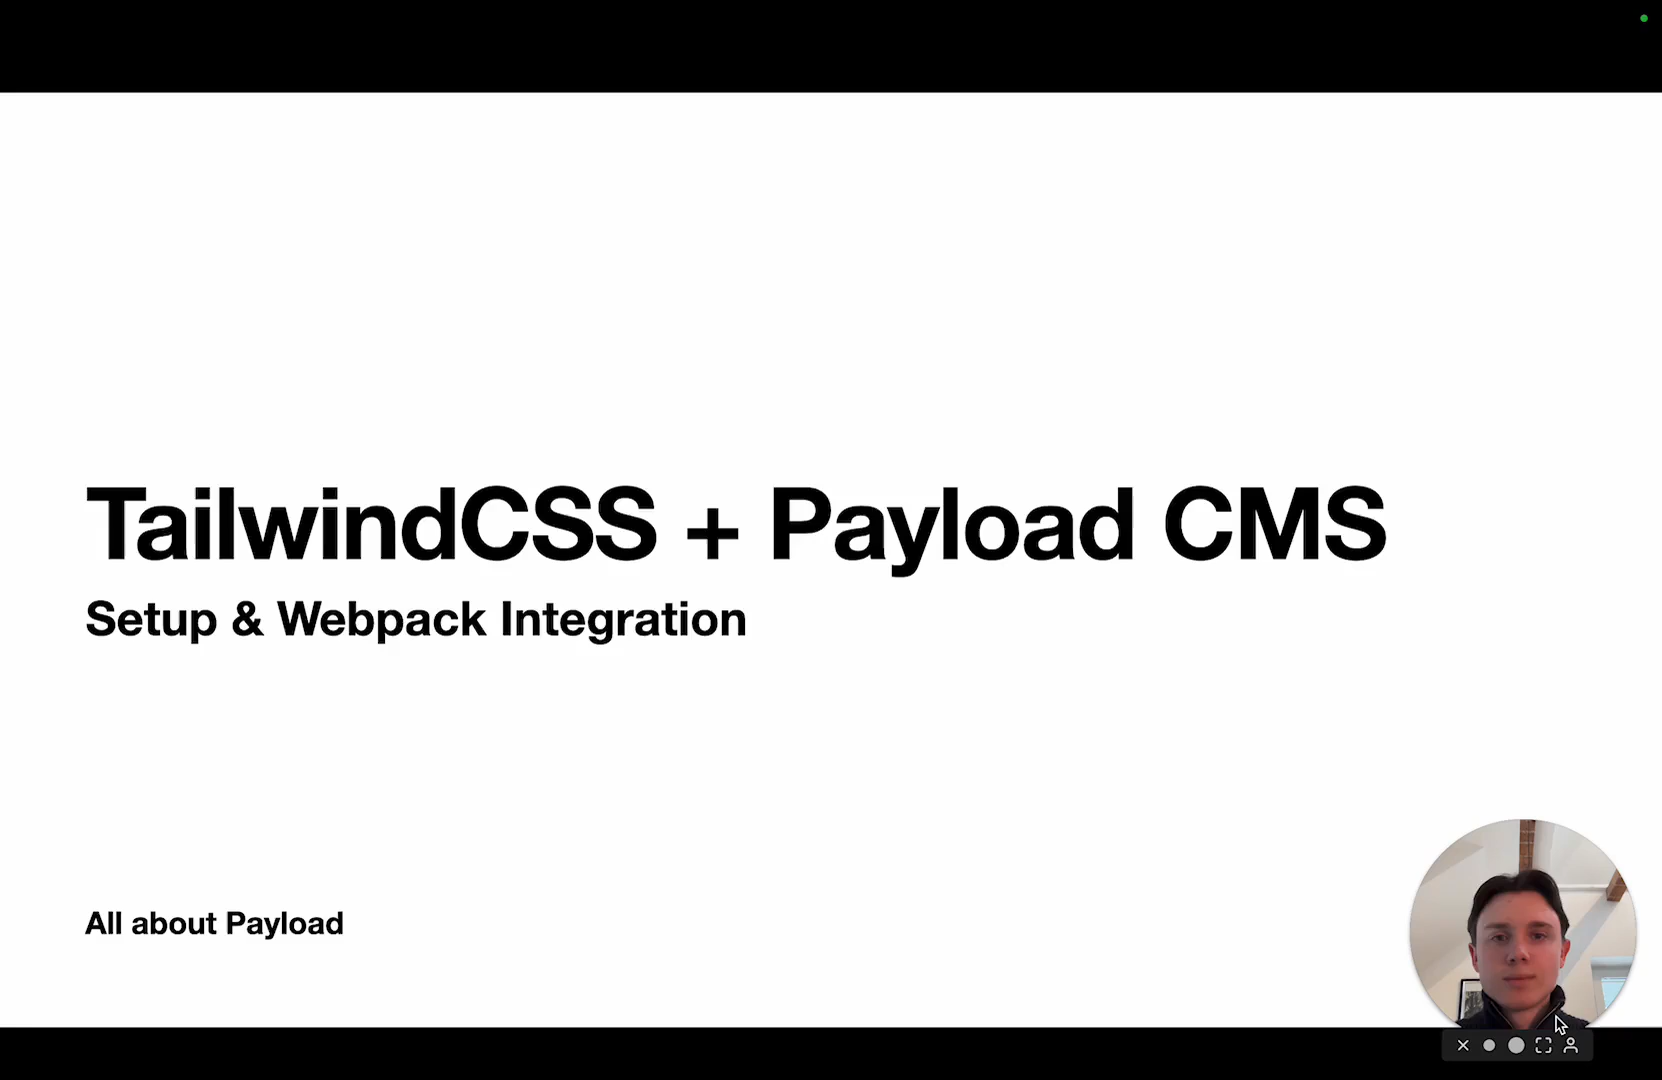 TailwindCSS + Payload CMS
Setup & Webpack Integration
All about Payload